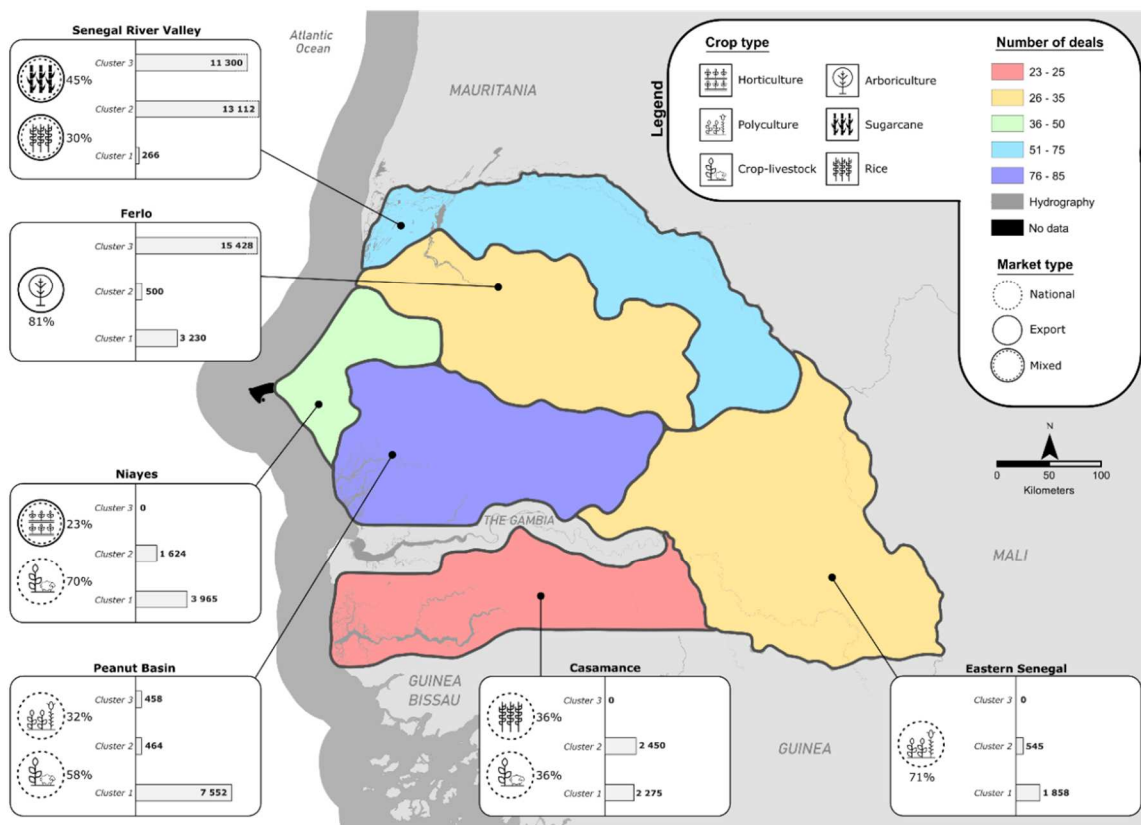 Senegal River Valley
45%
30%
Cluster 3
11 300
Cluster 2
13 112
Cluster 1
266
Ferlo
81%
Cluster 3
15 428
Cluster 2
500
Cluster 1
3 230
Niayes
23%
70%
Cluster 3
0
Cluster 2
1 624
Cluster 1
3 965
Peanut Basin
32%
58%
Cluster 3
458
Cluster 2
464
Cluster 1
7 552
Atlantic
Ocean
MAURITANIA
THE GAMBIA
MALI
GUINEA
BISSAU
GUINEA
Casamance
36%
36%
Cluster 3
0
Cluster 2
2 450
Cluster 1
2 275
Eastern Senegal
71%
Cluster 3
0
Cluster 2
545
Cluster 1
1 858
Legend
Crop type
Horticulture
Polyculture
Crop-livestock
Arboriculture
Sugarcane
Rice
Number of deals
23 - 25
26 - 35
36 - 50
51 - 75
76 - 85
Hydrography
No data
Market type
National
Export
Mixed
N
0 50 100
Kilometers